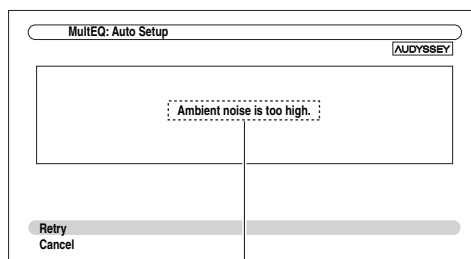 MultEQ: Auto Setup
AUDYSSEY
Ambient noise is too high.
Retry
Cancel